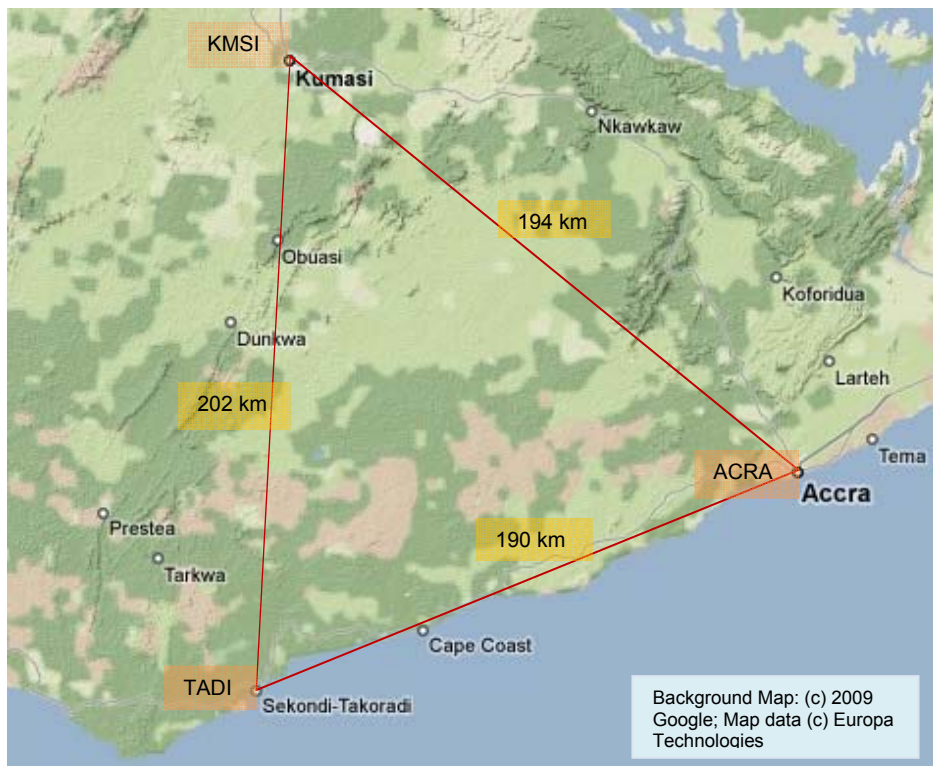 KMSI
Kumasi
Nkawkaw
194 km
Obuasi
Koforidua
Dunkwa
Larteh
202 km
Tema
ACRA
Accra
Prestea
190 km
Tarkwa
Cape Coast
TADI
Sekondi-Takoradi
Background Map: (c) 2009
Google; Map data (c) Europa
Technologies